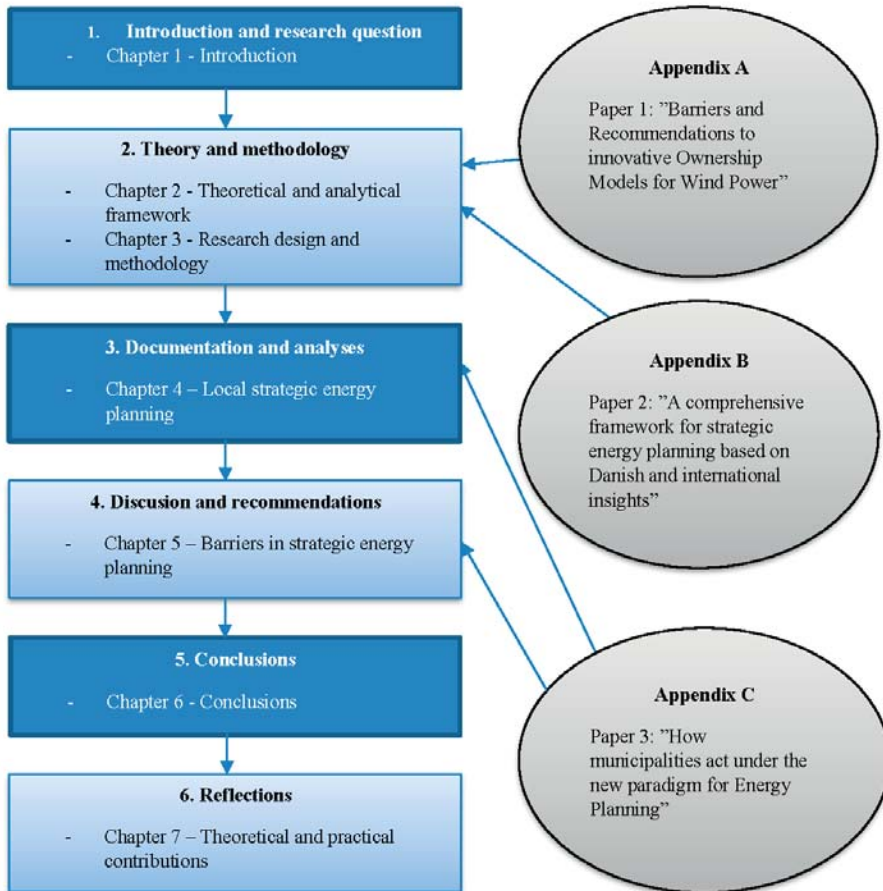 1. Introduction and research question
- Chapter 1 - Introduction
2. Theory and methodology
- Chapter 2 - Theoretical and analytical
framework
- Chapter 3 - Research design and
methodology
3. Documentation and analyses
- Chapter 4 – Local strategic energy
planning
4. Discusion and recommendations
- Chapter 5 – Barriers in strategic energy
planning
5. Conclusions
- Chapter 6 - Conclusions
6. Reflections
- Chapter 7 – Theoretical and practical
contributions
Appendix A
Paper 1: ”Barriers and
Recommendations to
innovative Ownership
Models for Wind Power”
Appendix B
Paper 2: ”A comprehensive
framework for strategic
energy planning based on
Danish and international
insights”
Appendix C
Paper 3: ”How
municipalities act under the
new paradigm for Energy
Planning”